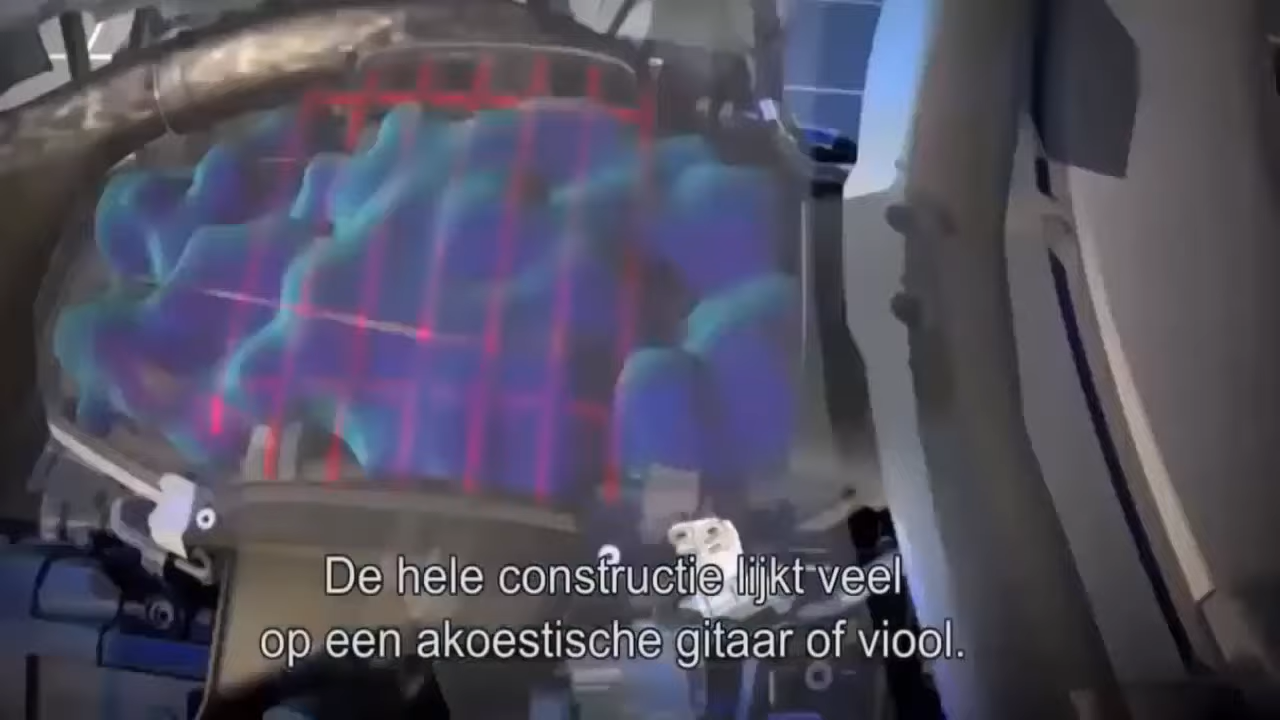 De hele constructie lijkt veel
op een akoestische gitaar of viool.